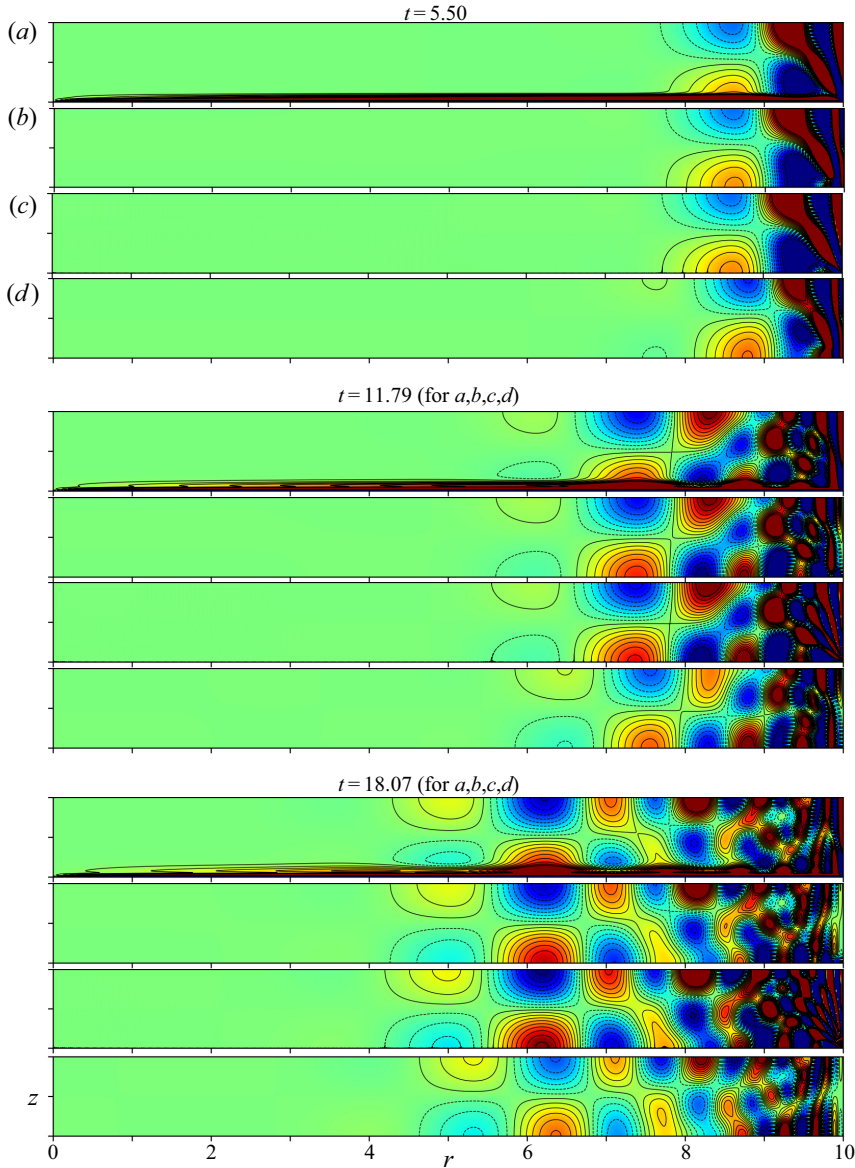 t = 5.50
(a)
(b)
(c)
(d)
t = 11.79 (for a,b,c,d)
t = 18.07 (for a,b,c,d)
z
0 2 4 6 8 10
r